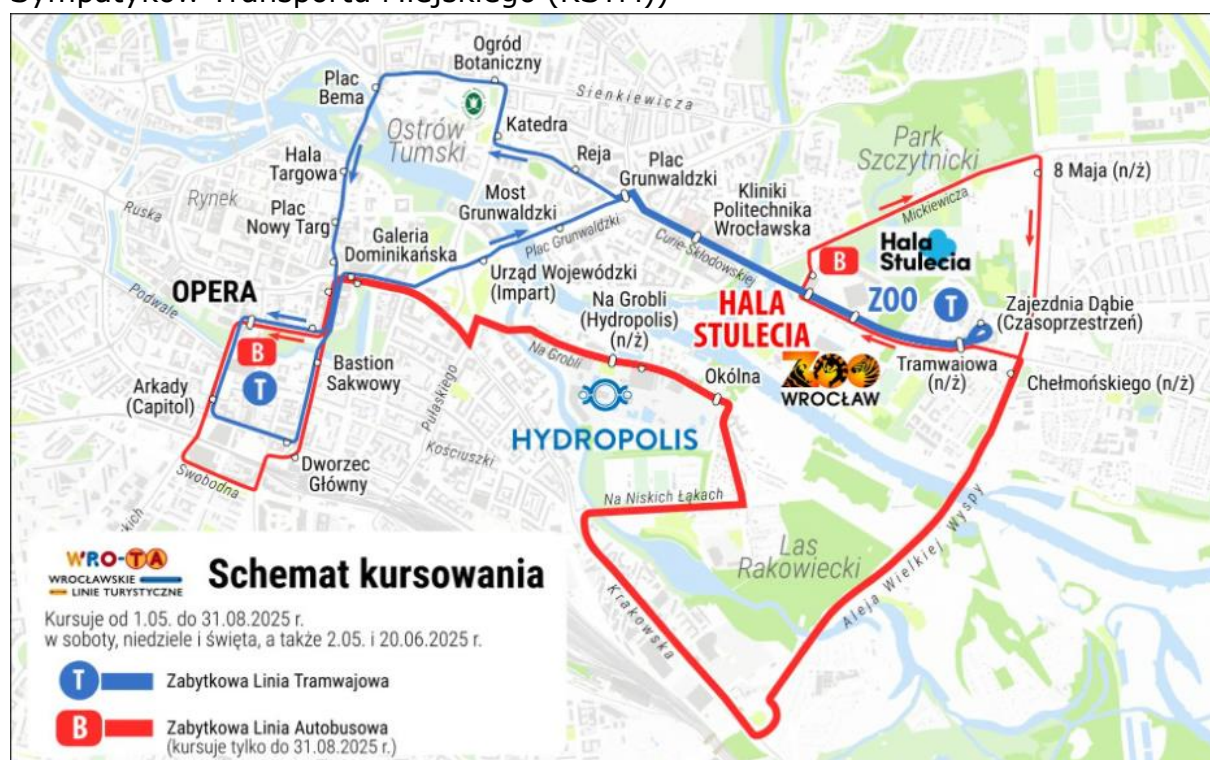 Sympatyków Transportu Miejskiego (KSTM))
Ogród
Botaniczny
Plac
Bema
Sienkiewicza
Katedra
Ostrów
Tumski
Park
Szczytnicki
Hala
Targowa
Reja
Plac
Grunwaldzki
8 Maja (n/ż)
Rynek
Ruska
Most
Grunwaldzki
Kliniki
Politechnika
Wrocławska
Mickiewicza
Plac
Nowy Targ
Galeria
Dominikańska
Plac Grunwaldzki
Curie-Skłodowskiej
B
Hala
Stulecia
Urząd Wojewódzki
(Impart)
OPERA
Podwale
Na Grobli
(Hydropolis)
(n/ż)
HALA
STULECIA
ZOO
T
Zajezdnia Dąbie
(Czasoprzestrzeń)
B
T
Bastion
Sakwowy
Na Grobli
Tramwajowa
(n/ż)
Arkady
(Capitol)
Pułaskiego
Okólna
ZOO
WROCŁAW
Chełmońskiego (n/ż)
HYDROPOLIS
Kościuszki
Dworzec
Główny
Swobodna
Na Niskich Łąkach
Las
Rakowiecki
Aleja Wielkiej Wyspy
Krakowska
WRO-TA
WROCŁAWSKIE
LINIE TURYSTYCZNE
Schemat kursowania
Kursuje od 1.05. do 31.08.2025 r.
w soboty, niedziele i święta, a także 2.05. i 20.06.2025 r.
T Zabytkowa Linia Tramwajowa
B Zabytkowa Linia Autobusowa
(kursuje tylko do 31.08.2025 r.)